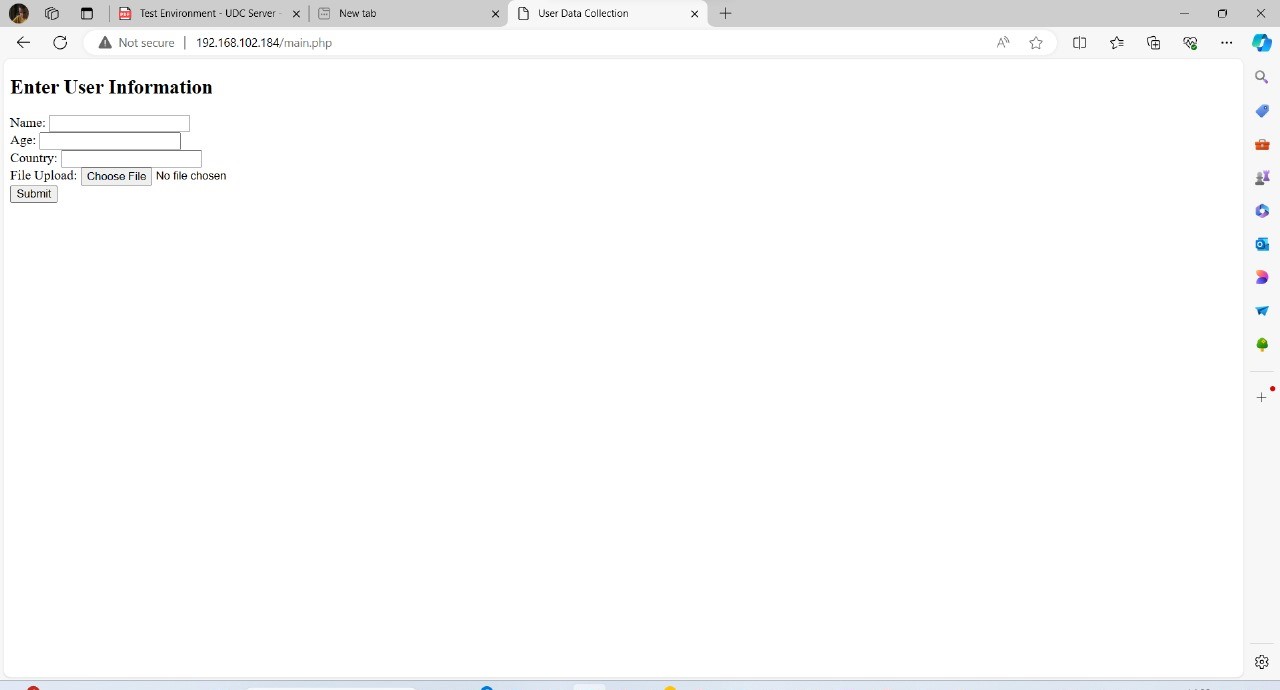 Test Environment - UDC Server -
New tab
User Data Collection
Not secure
192.168.102.184/main.php
Enter User Information
Name:
Age:
Country:
File Upload: Choose File No file chosen
Submit